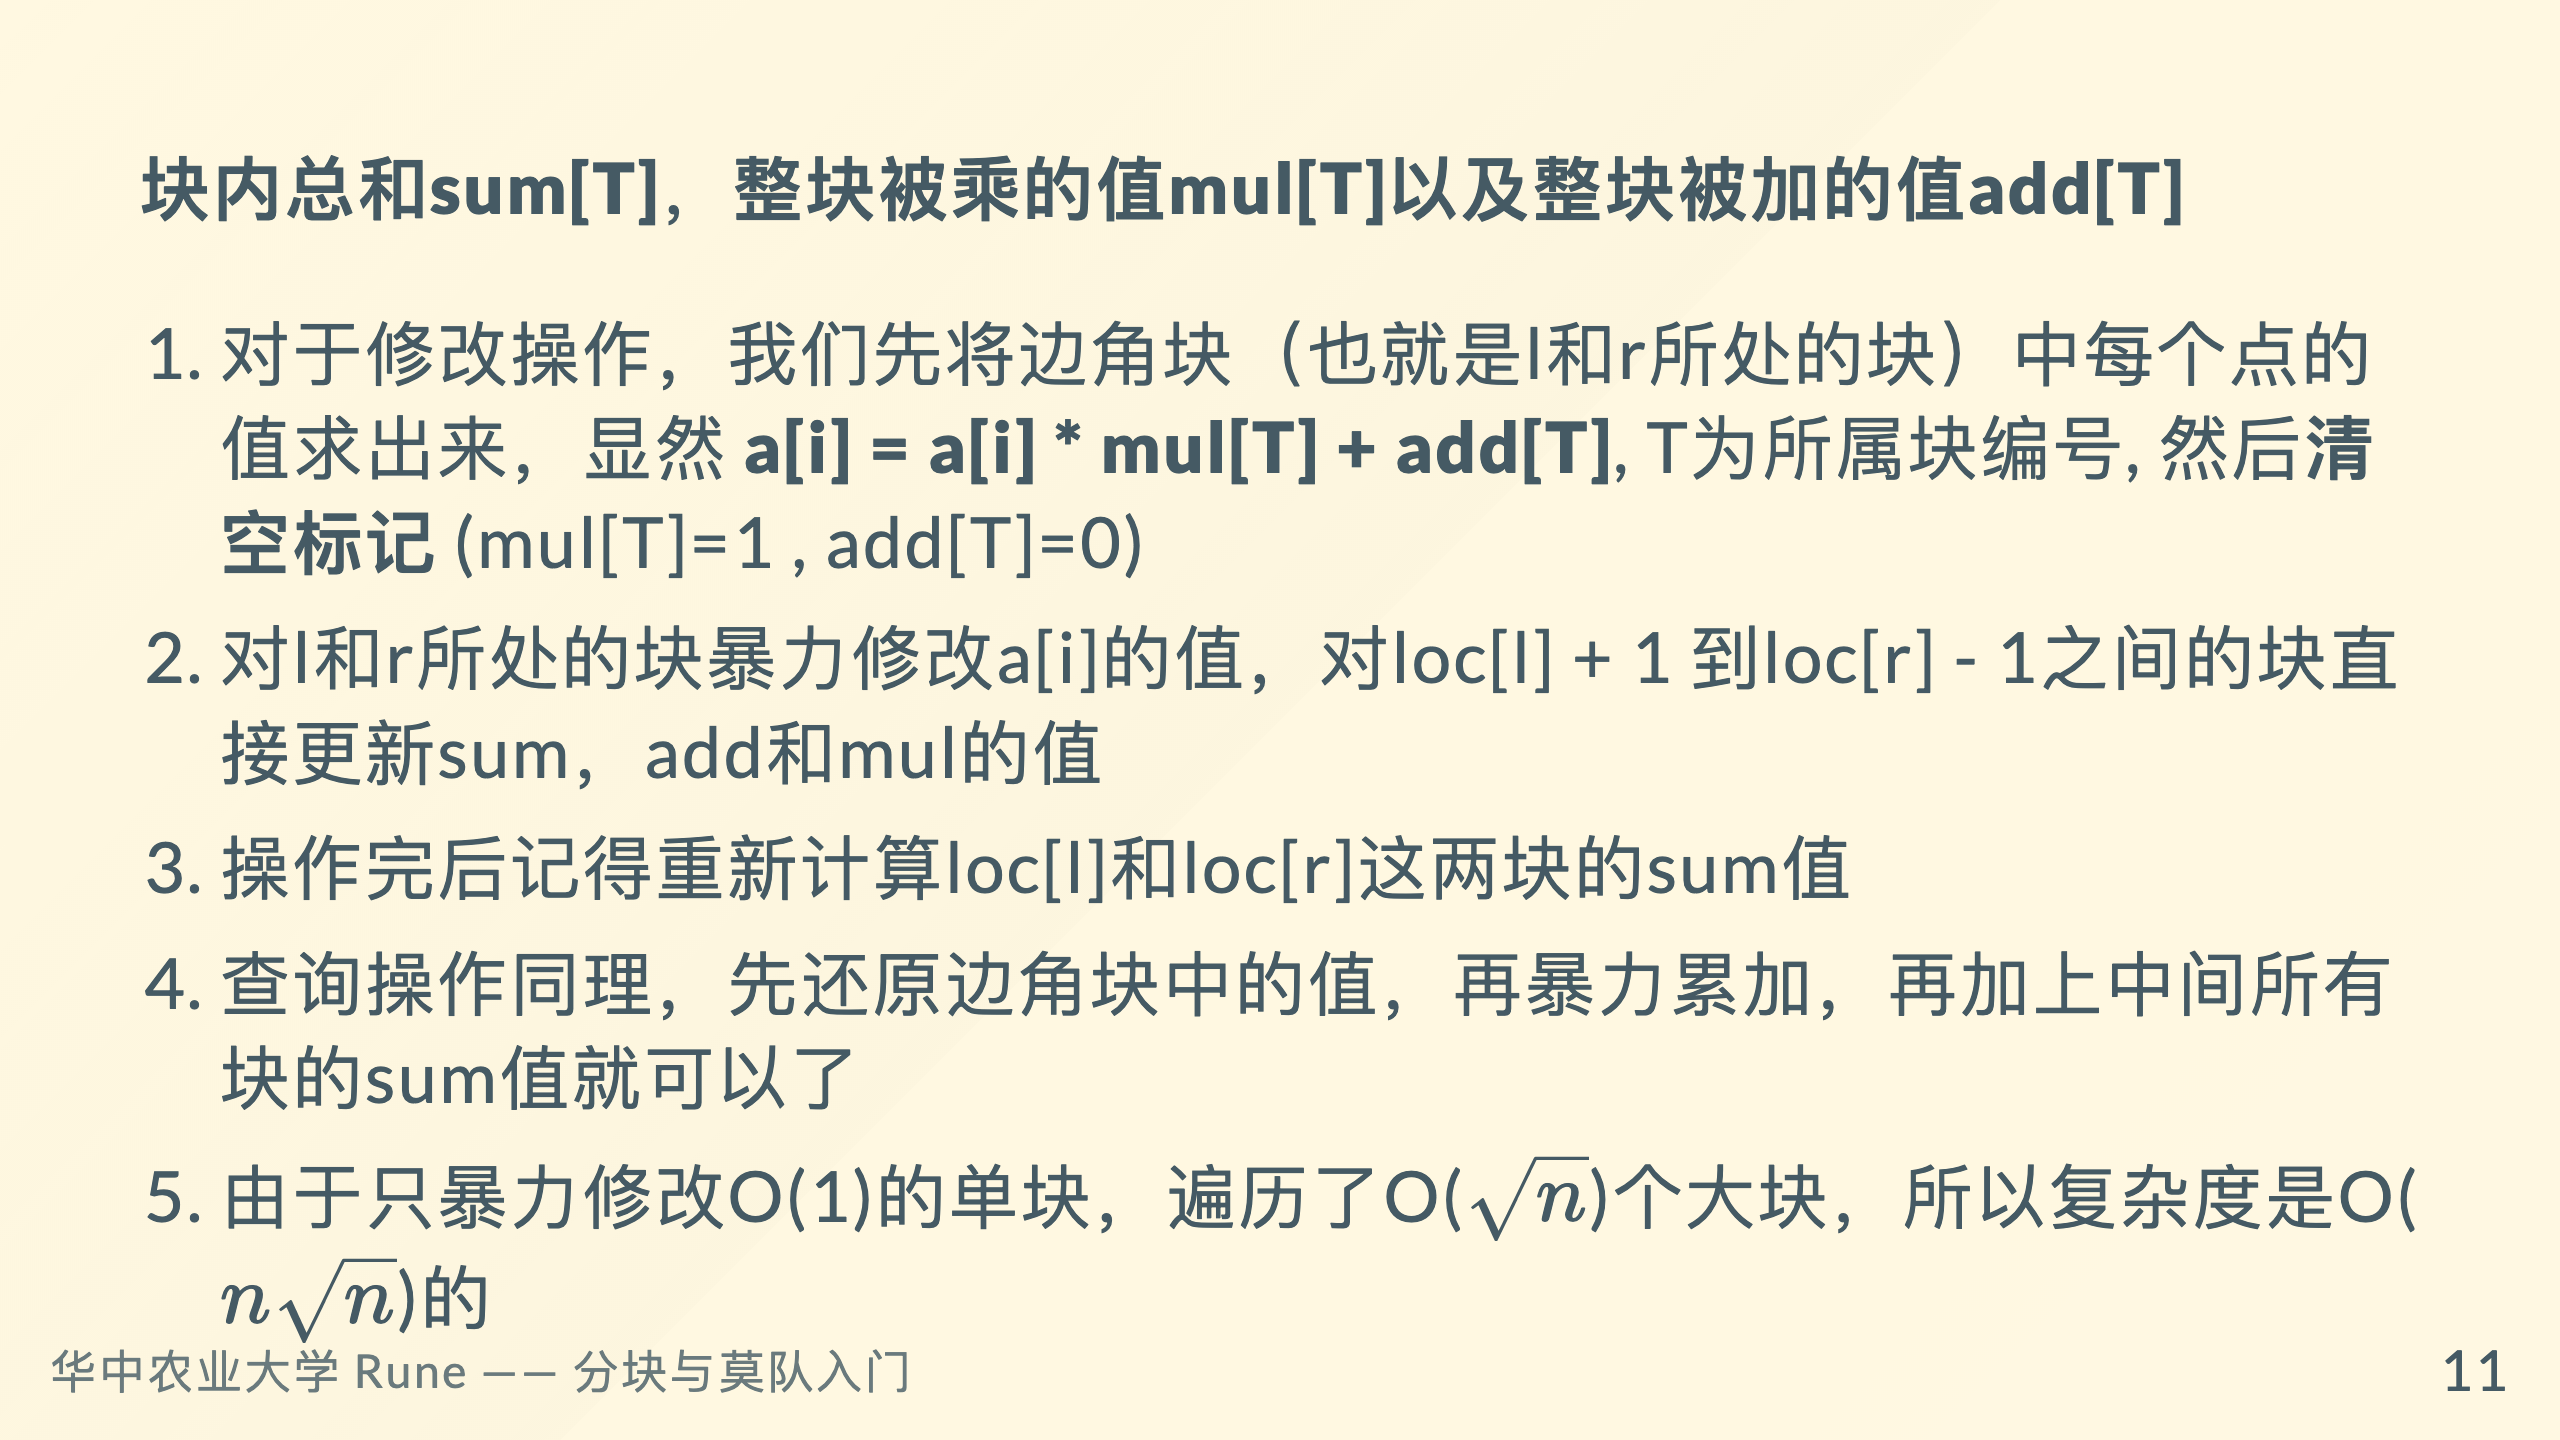 块内总和sum[T]，整块被乘的值mul[T]以及整块被加的值add[T]
1. 对于修改操作，我们先将边角块（也就是l和r所处的块）中每个点的
值求出来，显然 a[i] = a[i] * mul[T] + add[T], T为所属块编号, 然后清
空标记 (mul[T]=1 , add[T]=0)
2. 对l和r所处的块暴力修改a[i]的值，对loc[l] + 1 到loc[r] - 1之间的块直
接更新sum，add和mul的值
3. 操作完后记得重新计算loc[l]和loc[r]这两块的sum值
4. 查询操作同理，先还原边角块中的值，再暴力累加，再加上中间所有
块的sum值就可以了
5. 由于只暴力修改O(1)的单块，遍历了O(√n)个大块，所以复杂度是O(
n√n)的
华中农业大学 Rune —— 分块与莫队入门
11